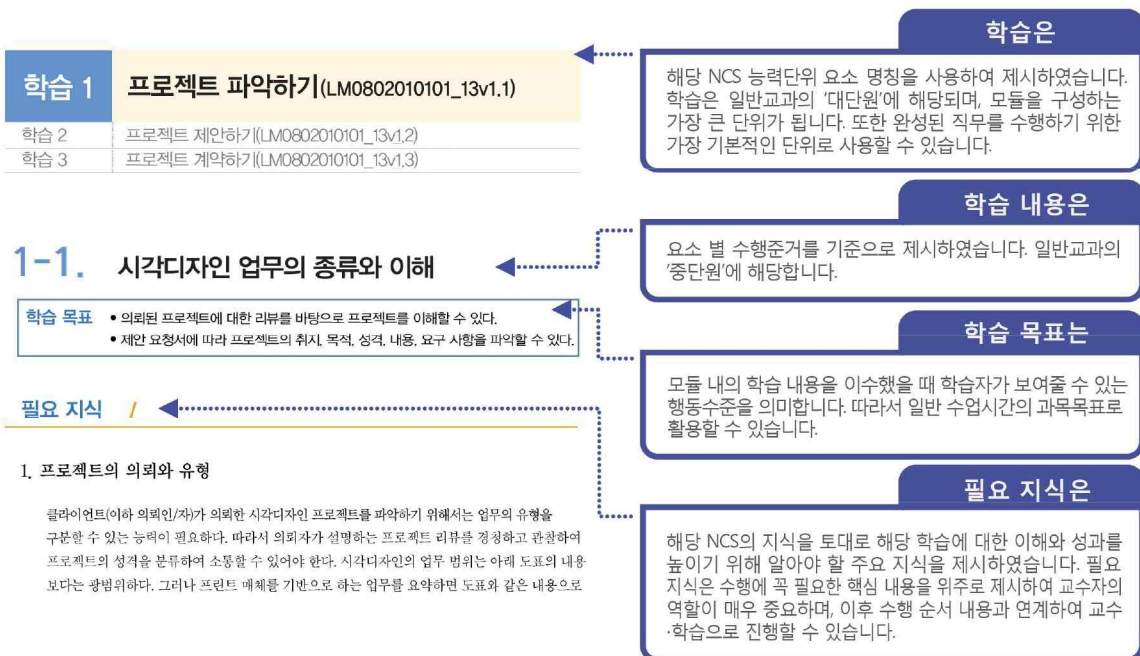 학습 1 프로젝트 파악하기(LM0802010101_13v1.1)
학습 2 프로젝트 제안하기(LM0802010101_13v1.2)
학습 3 프로젝트 계약하기(LM0802010101_13v1.3)
학습은
해당 NCS 능력단위 요소 명칭을 사용하여 제시하였습니다.
학습은 일반교과의 '대단원'에 해당되며, 모듈을 구성하는
가장 큰 단위가 됩니다. 또한 완성된 직무를 수행하기 위한
가장 기본적인 단위로 사용할 수 있습니다.
1-1. 시각디자인 업무의 종류와 이해
학습 내용은
요소 별 수행준거를 기준으로 제시하였습니다. 일반교과의
'중단원'에 해당합니다.
학습 목표 • 의뢰된 프로젝트에 대한 리뷰를 바탕으로 프로젝트를 이해할 수 있다.
• 제안 요청서에 따라 프로젝트의 취지, 목적, 성격, 내용, 요구 사항을 파악할 수 있다.
학습 목표는
모듈 내의 학습 내용을 이수했을 때 학습자가 보여줄 수 있는
행동수준을 의미합니다. 따라서 일반 수업시간의 과목목표로
활용할 수 있습니다.
필요 지식 /
1. 프로젝트의 의뢰와 유형
클라이언트(이하 의뢰인/자)가 의뢰한 시각디자인 프로젝트를 파악하기 위해서는 업무의 유형을
구분할 수 있는 능력이 필요하다. 따라서 의뢰자가 설명하는 프로젝트 리뷰를 경청하고 관찰하여
프로젝트의 성격을 분류하여 소통할 수 있어야 한다. 시각디자인의 업무 범위는 아래 도표의 내용
보다는 광범위하다. 그러나 프린트 매체를 기반으로 하는 업무를 요약하면 도표와 같은 내용으로
필요 지식은
해당 NCS의 지식을 토대로 해당 학습에 대한 이해와 성과를
높이기 위해 알아야 할 주요 지식을 제시하였습니다. 필요
지식은 수행에 꼭 필요한 핵심 내용을 위주로 제시하여 교수자의
역할이 매우 중요하며, 이후 수행 순서 내용과 연계하여 교수
·학습으로 진행할 수 있습니다.